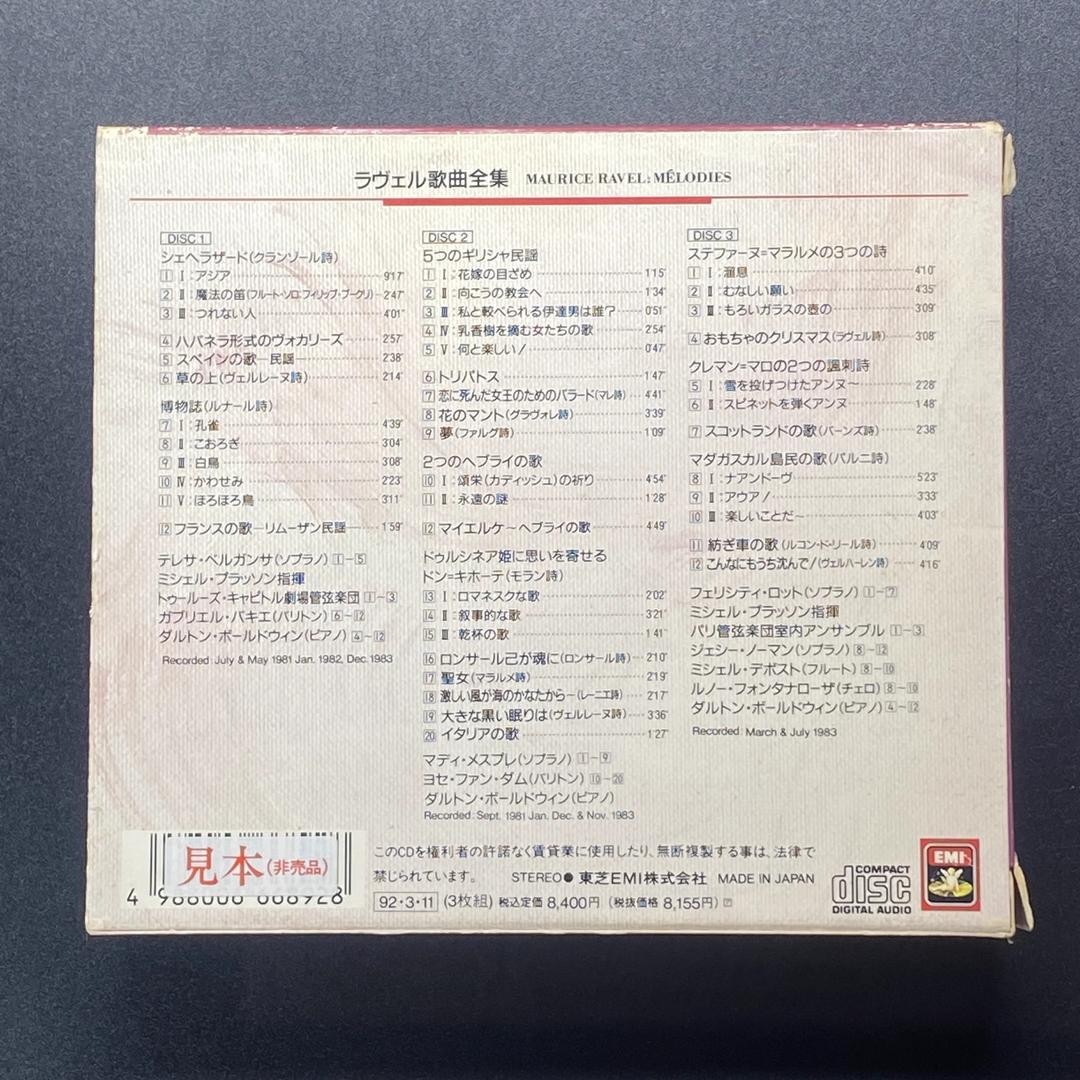 ラヴェル歌曲全集 MAURICE RAVEL: MÉLODIES
DISC 1
シェヘラザード(クランソール詩)
1 Ⅰ:アジア 9'17
2 Ⅱ:魔法の笛(フルート・ソロ、フィリップ・ブークリ) 2'47
3 Ⅲ:つれない人 4'01"
4 ハバネラ形式のヴォカリーズ 2'57
5 スペインの歌―民謡 2'38
6 草の上(ヴェルレーヌ詩) 2'14
博物誌(ルナール詩)
7 Ⅰ:孔雀 4'39"
8 Ⅱ:こおろぎ 3'04
9 Ⅲ:白鳥 3'08"
10 Ⅳ:かわせみ 2'23"
11 Ⅴ:ほろほろ鳥 3'11"
12 フランスの歌―リムーザン民謡 1'59"
テレサ・ベルガンサ(ソプラノ) 1―5
ミシェル・プラッソン指揮
トゥールーズ・キャピトル劇場管弦楽団 1―3
ガブリエル・バキエ(バリトン) 6―12
ダルトン・ボールドウィン(ピアノ) 4―12
Recorded: July & May 1981 Jan. 1982, Dec. 1983
DISC 2
5つのギリシャ民謡
1 Ⅰ:花嫁の目ざめ 1'15
2 Ⅱ:向こうの教会へ 1'34"
3 Ⅲ:私と較べられる伊達男は誰? 0'51"
4 Ⅳ:乳香樹を摘む女たちの歌 2'54"
5 Ⅴ:何と楽しい! 0'47
6 トリパトス 1'47"
7 恋に死んだ女王のためのバラード(マレ詩) 4'41"
8 花のマント(グラヴォレ詩) 3'39"
9 夢(ファルグ詩) 1'09"
2つのヘブライの歌
10 Ⅰ:頌栄(カディッシュ)の祈り 4'54"
11 Ⅱ:永遠の謎 1'28"
12 マイエルケ~ヘブライの歌 4'49"
ドゥルシネア姫に思いを寄せる
ドン=キホーテ(モラン詩)
13 Ⅰ:ロマネスクな歌 2'02"
14 Ⅱ:叙事的な歌 3'21"
15 Ⅲ:乾杯の歌 1'41"
16 ロンサール己が魂に(ロンサール詩) 2'10"
17 聖女(マラルメ詩) 2'19"
18 激しい風が海のかなたから~(レーニエ詩) 2'17"
19 大きな黒い眠りは(ヴェルレーヌ詩) 3'36"
20 イタリアの歌 1'27"
マディ・メスプレ(ソプラノ) 1―9
ヨセ・ファン・ダム(バリトン) 10―20
ダルトン・ボールドウィン(ピアノ)
Recorded: Sept. 1981 Jan. Dec. & Nov. 1983
DISC 3
ステファーヌ=マラルメの3つの詩
1 Ⅰ:溜息 4'10"
2 Ⅱ:むなしい願い 4'35"
3 Ⅲ:もろいガラスの壺の 3'09"
4 おもちゃのクリスマス(ラヴェル詩) 3'08"
クレマン=マロの2つの諷刺詩
5 Ⅰ:雪を投げつけたアンヌ~ 2'28"
6 Ⅱ:スピネットを弾くアンヌ 1'48"
7 スコットランドの歌(バーンズ詩) 2'38"
マダガスカル島民の歌(パルニ詩)
8 Ⅰ:ナアンドーヴ 5'23"
9 Ⅱ:アウア! 3'33"
10 Ⅲ:楽しいことだ~ 4'03"
11 紡ぎ車の歌(ルコン・ド・リール詩) 4'09"
12 こんなにもうち沈んで!(ヴェルハーレン詩) 4'16"
フェリシティ・ロット(ソプラノ) 1―7
ミシェル・プラッソン指揮
パリ管弦楽団室内アンサンブル 1―3
ジェシー・ノーマン(ソプラノ) 8―12
ミシェル・デボスト(フルート) 8―10
ルノー・フォンタナローザ(チェロ) 8―10
ダルトン・ボールドウィン(ピアノ) 4―12
Recorded: March & July 1983
見本(非売品)
4 988006 668928
このCDを権利者の許諾なく賃貸業に使用したり、無断複製する事は、法律で
禁じられています。 STEREO● 東芝EMI株式会社 MADE IN JAPAN
92・3・11 (3枚組) 税込定価 8,400円 (税抜価格 8,155円)
COMPACT disc DIGITAL AUDIO
EMI